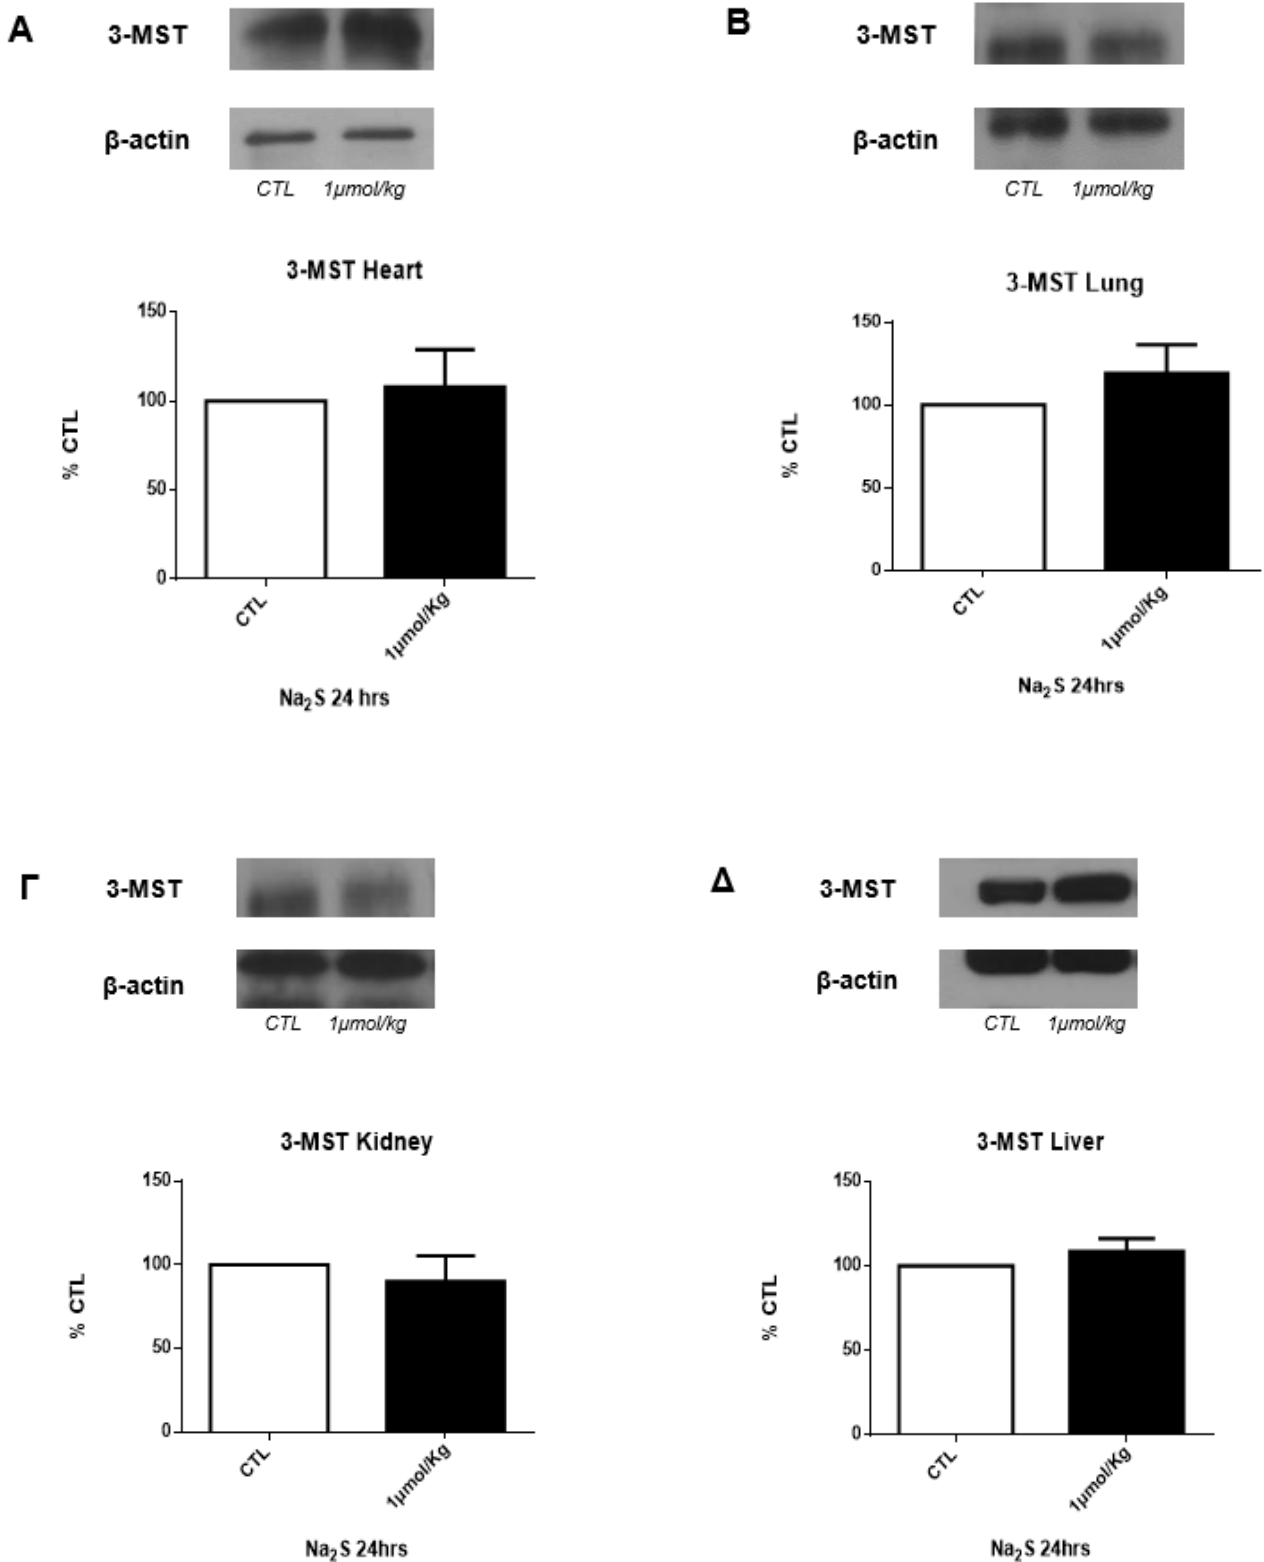 A
3-MST
β-actin
CTL 1μmol/kg
3-MST Heart
150
100
50
0
% CTL
CTL
1μmol/Kg
Na₂S 24 hrs
B
3-MST
β-actin
CTL 1μmol/kg
3-MST Lung
150
100
50
0
% CTL
CTL
1μmol/Kg
Na₂S 24hrs
Γ
3-MST
β-actin
CTL 1μmol/kg
3-MST Kidney
150
100
50
0
% CTL
CTL
1μmol/Kg
Na₂S 24hrs
Δ
3-MST
β-actin
CTL 1μmol/kg
3-MST Liver
150
100
50
0
% CTL
CTL
1μmol/Kg
Na₂S 24hrs